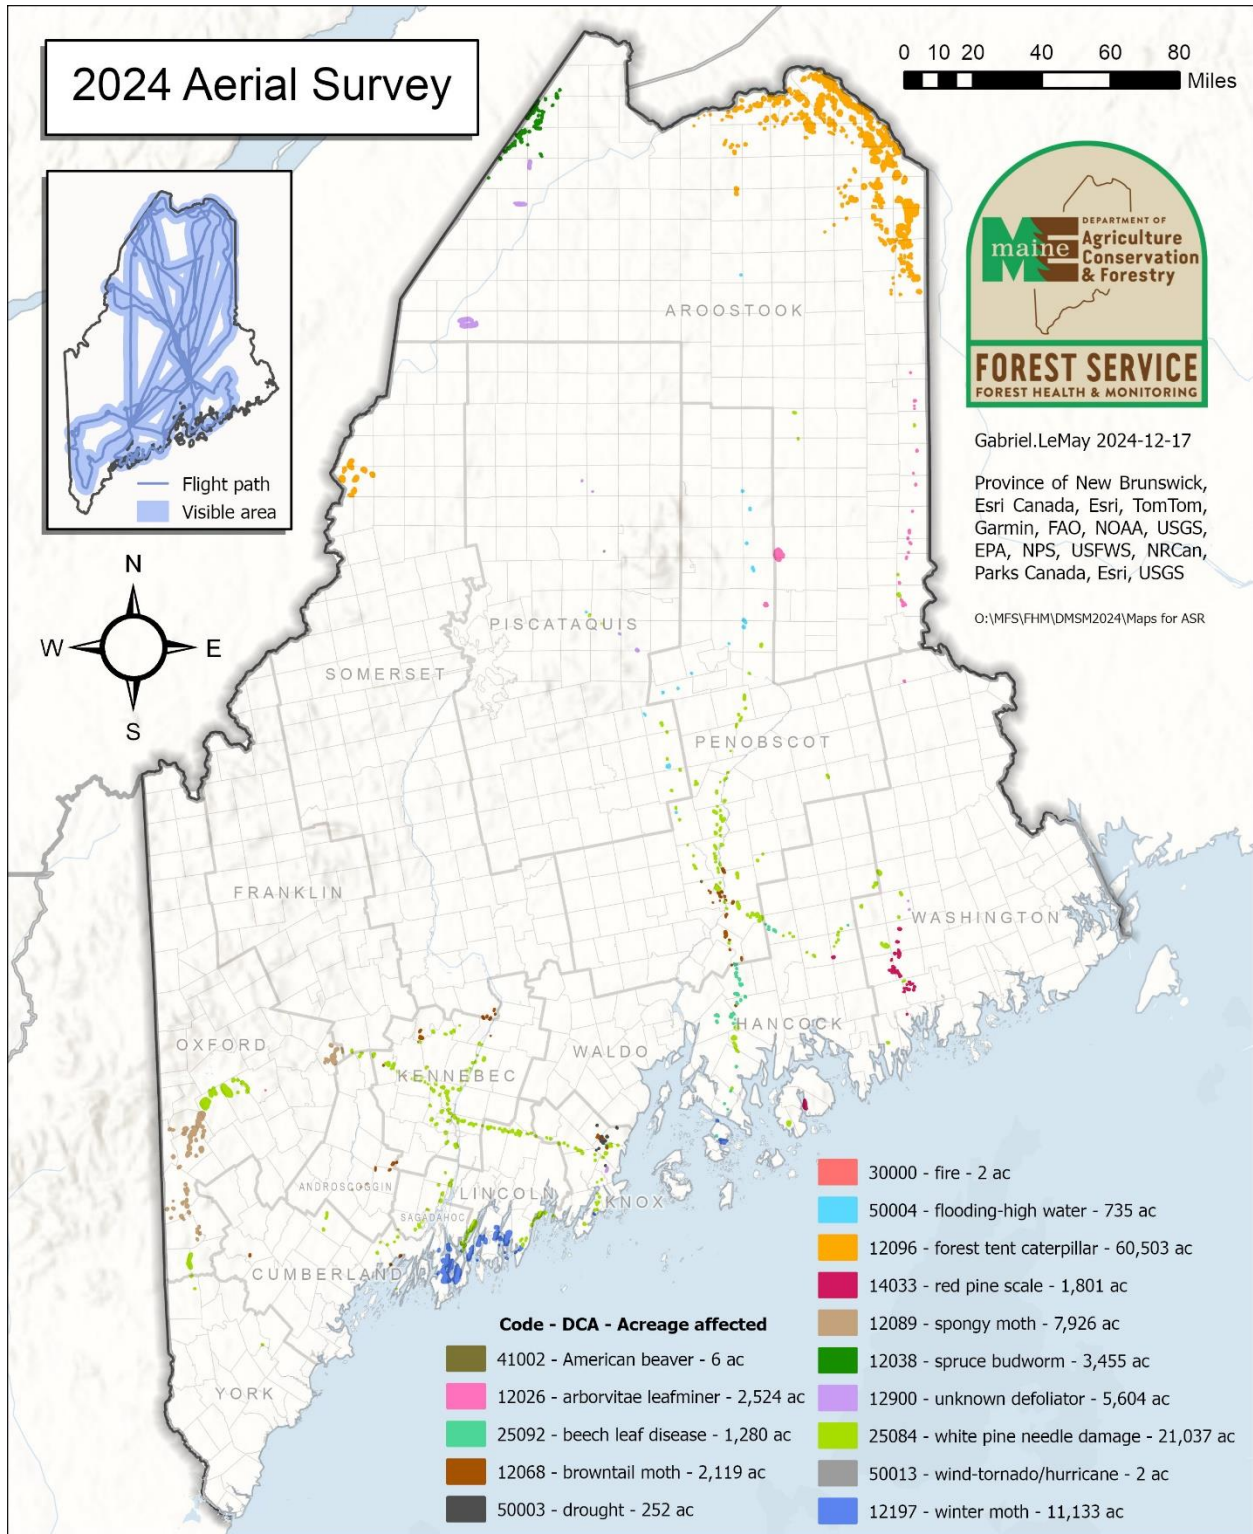 2024 Aerial Survey
0 10 20 40 60 80
Miles
Flight path
Visible area
N
W E
S
maine
DEPARTMENT OF
Agriculture
Conservation
& Forestry
FOREST SERVICE
FOREST HEALTH & MONITORING
Gabriel.LeMay 2024-12-17
Province of New Brunswick,
Esri Canada, Esri, TomTom,
Garmin, FAO, NOAA, USGS,
EPA, NPS, USFWS, NRCan,
Parks Canada, Esri, USGS
O:\MFS\FHM\DMSM2024\Maps for ASR
AROOSTOOK
PISCATAQUIS
SOMERSET
PENOBSCOT
FRANKLIN
WASHINGTON
HANCOCK
OXFORD
WALDO
KENNEBEC
ANDROSCOGGIN
LINCOLN
KNOX
SAGADAHOC
CUMBERLAND
YORK
Code - DCA - Acreage affected
41002 - American beaver - 6 ac
12026 - arborvitae leafminer - 2,524 ac
25092 - beech leaf disease - 1,280 ac
12068 - browntail moth - 2,119 ac
50003 - drought - 252 ac
30000 - fire - 2 ac
50004 - flooding-high water - 735 ac
12096 - forest tent caterpillar - 60,503 ac
14033 - red pine scale - 1,801 ac
12089 - spongy moth - 7,926 ac
12038 - spruce budworm - 3,455 ac
12900 - unknown defoliator - 5,604 ac
25084 - white pine needle damage - 21,037 ac
50013 - wind-tornado/hurricane - 2 ac
12197 - winter moth - 11,133 ac